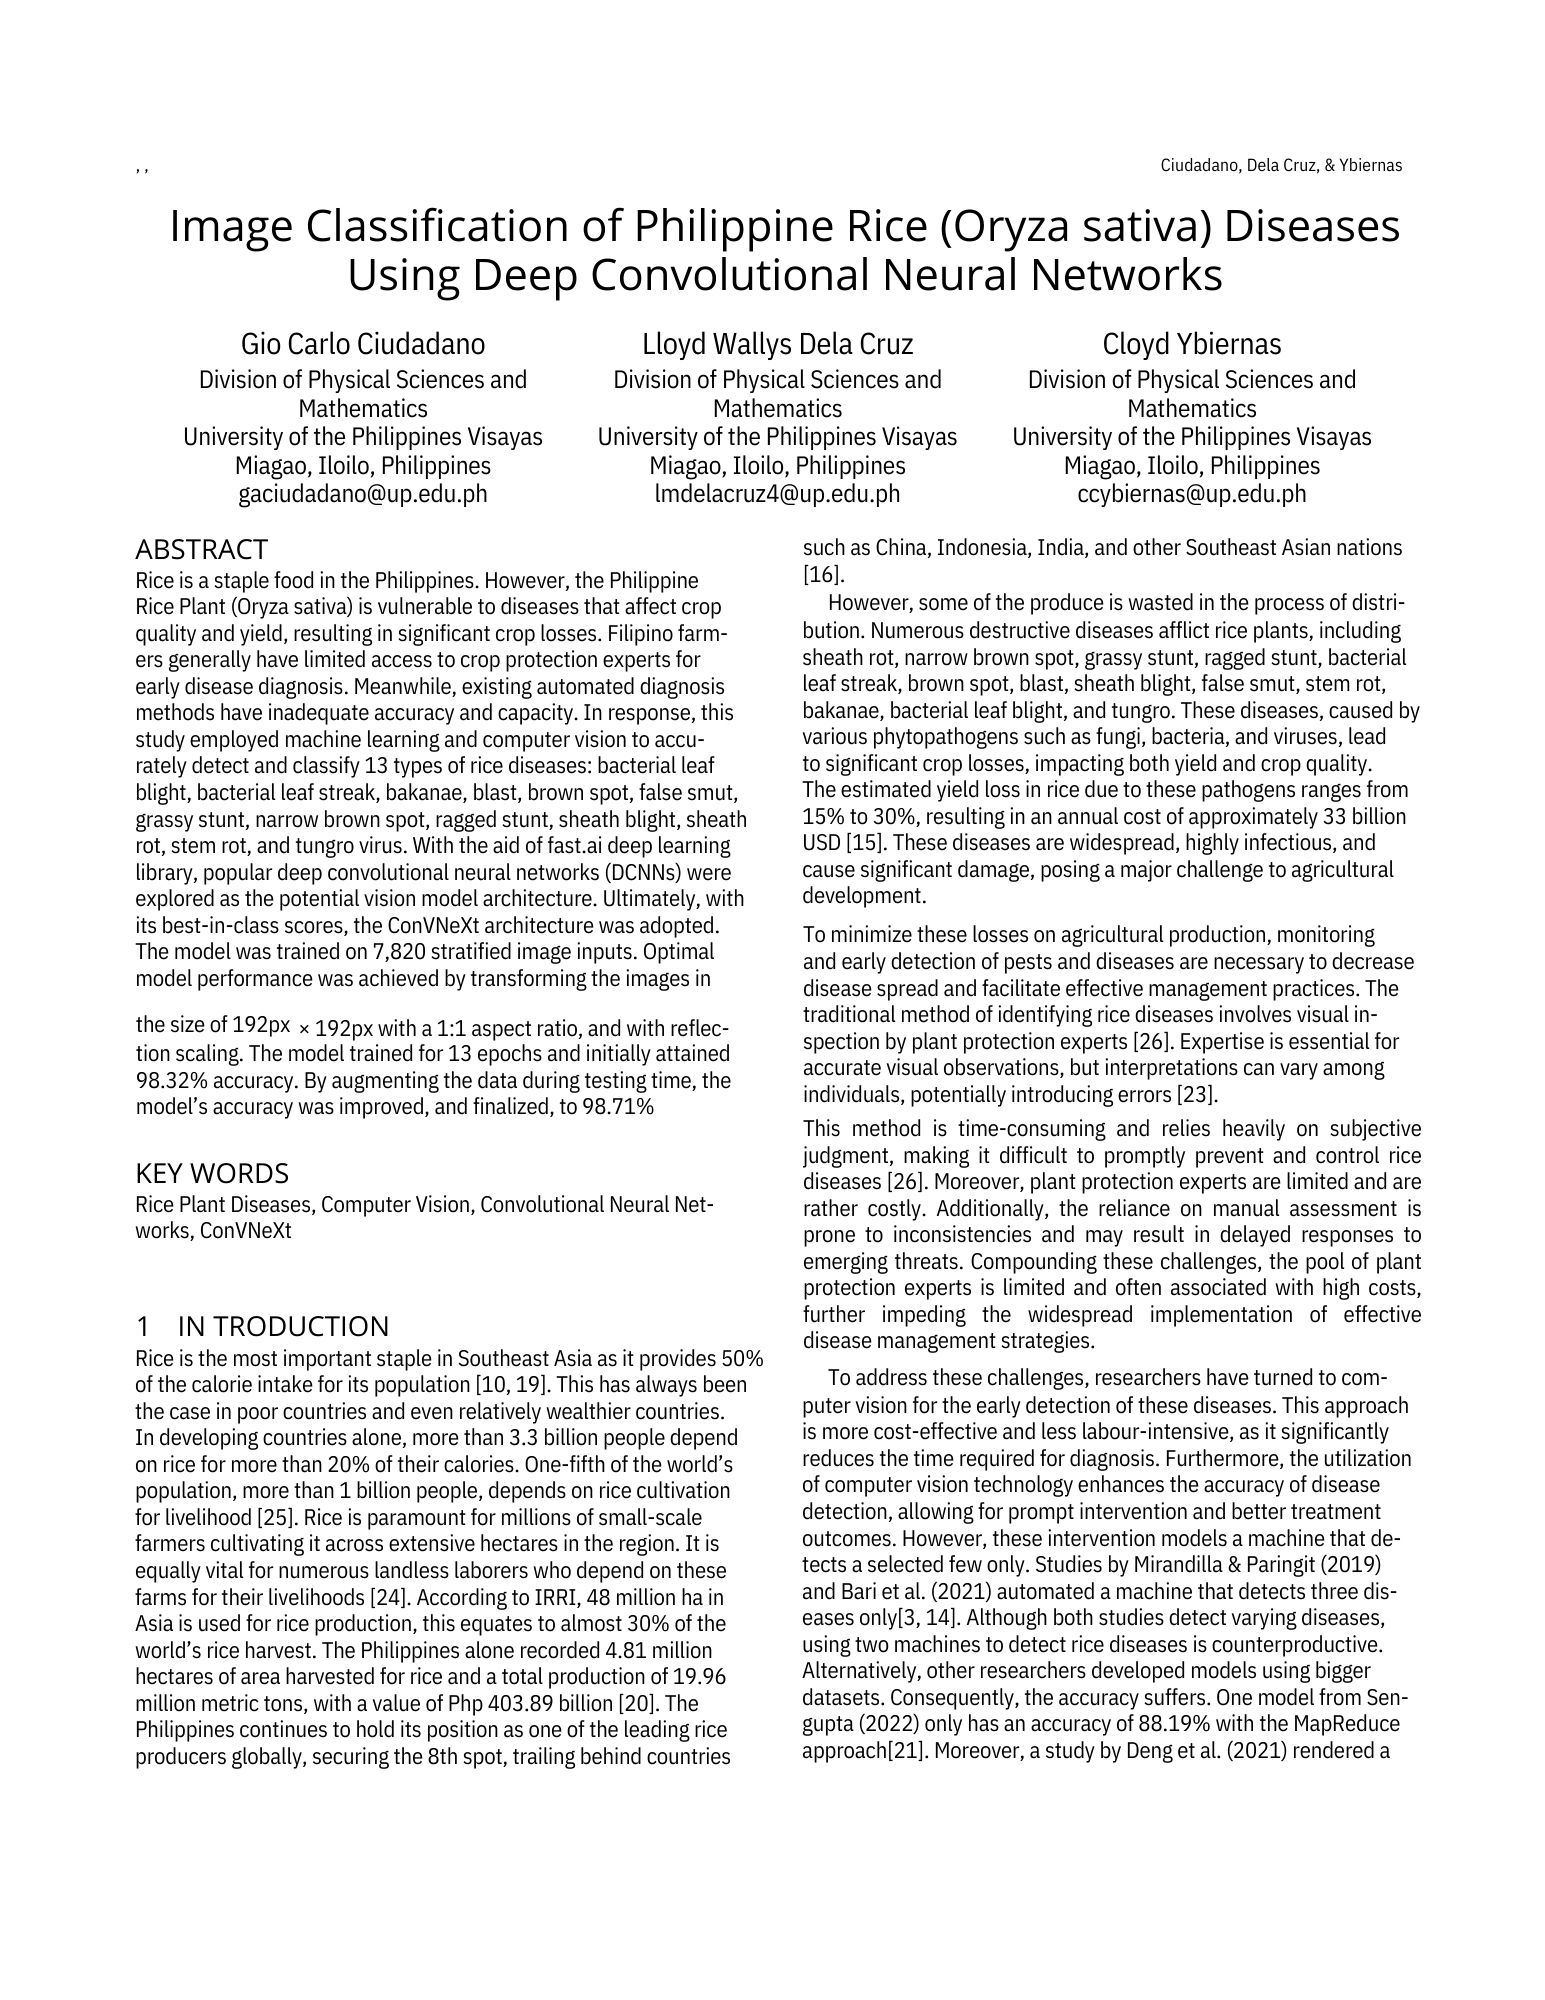 , ,
Ciudadano, Dela Cruz, & Ybiernas
Image Classification of Philippine Rice (Oryza sativa) Diseases
Using Deep Convolutional Neural Networks
Gio Carlo Ciudadano
Division of Physical Sciences and
Mathematics
University of the Philippines Visayas
Miagao, Iloilo, Philippines
gaciudadano@up.edu.ph
Lloyd Wallys Dela Cruz
Division of Physical Sciences and
Mathematics
University of the Philippines Visayas
Miagao, Iloilo, Philippines
lmdelacruz4@up.edu.ph
Cloyd Ybiernas
Division of Physical Sciences and
Mathematics
University of the Philippines Visayas
Miagao, Iloilo, Philippines
ccybiernas@up.edu.ph
ABSTRACT
Rice is a staple food in the Philippines. However, the Philippine
Rice Plant (Oryza sativa) is vulnerable to diseases that affect crop
quality and yield, resulting in significant crop losses. Filipino farm-
ers generally have limited access to crop protection experts for
early disease diagnosis. Meanwhile, existing automated diagnosis
methods have inadequate accuracy and capacity. In response, this
study employed machine learning and computer vision to accu-
rately detect and classify 13 types of rice diseases: bacterial leaf
blight, bacterial leaf streak, bakanae, blast, brown spot, false smut,
grassy stunt, narrow brown spot, ragged stunt, sheath blight, sheath
rot, stem rot, and tungro virus. With the aid of fast.ai deep learning
library, popular deep convolutional neural networks (DCNNs) were
explored as the potential vision model architecture. Ultimately, with
its best-in-class scores, the ConVNeXt architecture was adopted.
The model was trained on 7,820 stratified image inputs. Optimal
model performance was achieved by transforming the images in
the size of 192px × 192px with a 1:1 aspect ratio, and with reflec-
tion scaling. The model trained for 13 epochs and initially attained
98.32% accuracy. By augmenting the data during testing time, the
model's accuracy was improved, and finalized, to 98.71%
KEY WORDS
Rice Plant Diseases, Computer Vision, Convolutional Neural Net-
works, ConVNeXt
1 IN TRODUCTION
Rice is the most important staple in Southeast Asia as it provides 50%
of the calorie intake for its population [10, 19]. This has always been
the case in poor countries and even relatively wealthier countries.
In developing countries alone, more than 3.3 billion people depend
on rice for more than 20% of their calories. One-fifth of the world's
population, more than 1 billion people, depends on rice cultivation
for livelihood [25]. Rice is paramount for millions of small-scale
farmers cultivating it across extensive hectares in the region. It is
equally vital for numerous landless laborers who depend on these
farms for their livelihoods [24]. According to IRRI, 48 million ha in
Asia is used for rice production, this equates to almost 30% of the
world's rice harvest. The Philippines alone recorded 4.81 million
hectares of area harvested for rice and a total production of 19.96
million metric tons, with a value of Php 403.89 billion [20]. The
Philippines continues to hold its position as one of the leading rice
producers globally, securing the 8th spot, trailing behind countries
such as China, Indonesia, India, and other Southeast Asian nations
[16].
However, some of the produce is wasted in the process of distri-
bution. Numerous destructive diseases afflict rice plants, including
sheath rot, narrow brown spot, grassy stunt, ragged stunt, bacterial
leaf streak, brown spot, blast, sheath blight, false smut, stem rot,
bakanae, bacterial leaf blight, and tungro. These diseases, caused by
various phytopathogens such as fungi, bacteria, and viruses, lead
to significant crop losses, impacting both yield and crop quality.
The estimated yield loss in rice due to these pathogens ranges from
15% to 30%, resulting in an annual cost of approximately 33 billion
USD [15]. These diseases are widespread, highly infectious, and
cause significant damage, posing a major challenge to agricultural
development.
To minimize these losses on agricultural production, monitoring
and early detection of pests and diseases are necessary to decrease
disease spread and facilitate effective management practices. The
traditional method of identifying rice diseases involves visual in-
spection by plant protection experts [26]. Expertise is essential for
accurate visual observations, but interpretations can vary among
individuals, potentially introducing errors [23].
This method is time-consuming and relies heavily on subjective
judgment, making it difficult to promptly prevent and control rice
diseases [26]. Moreover, plant protection experts are limited and are
rather costly. Additionally, the reliance on manual assessment is
prone to inconsistencies and may result in delayed responses to
emerging threats. Compounding these challenges, the pool of plant
protection experts is limited and often associated with high costs,
further impeding the widespread implementation of effective
disease management strategies.
To address these challenges, researchers have turned to com-
puter vision for the early detection of these diseases. This approach
is more cost-effective and less labour-intensive, as it significantly
reduces the time required for diagnosis. Furthermore, the utilization
of computer vision technology enhances the accuracy of disease
detection, allowing for prompt intervention and better treatment
outcomes. However, these intervention models a machine that de-
tects a selected few only. Studies by Mirandilla & Paringit (2019)
and Bari et al. (2021) automated a machine that detects three dis-
eases only[3, 14]. Although both studies detect varying diseases,
using two machines to detect rice diseases is counterproductive.
Alternatively, other researchers developed models using bigger
datasets. Consequently, the accuracy suffers. One model from Sen-
gupta (2022) only has an accuracy of 88.19% with the MapReduce
approach[21]. Moreover, a study by Deng et al. (2021) rendered a